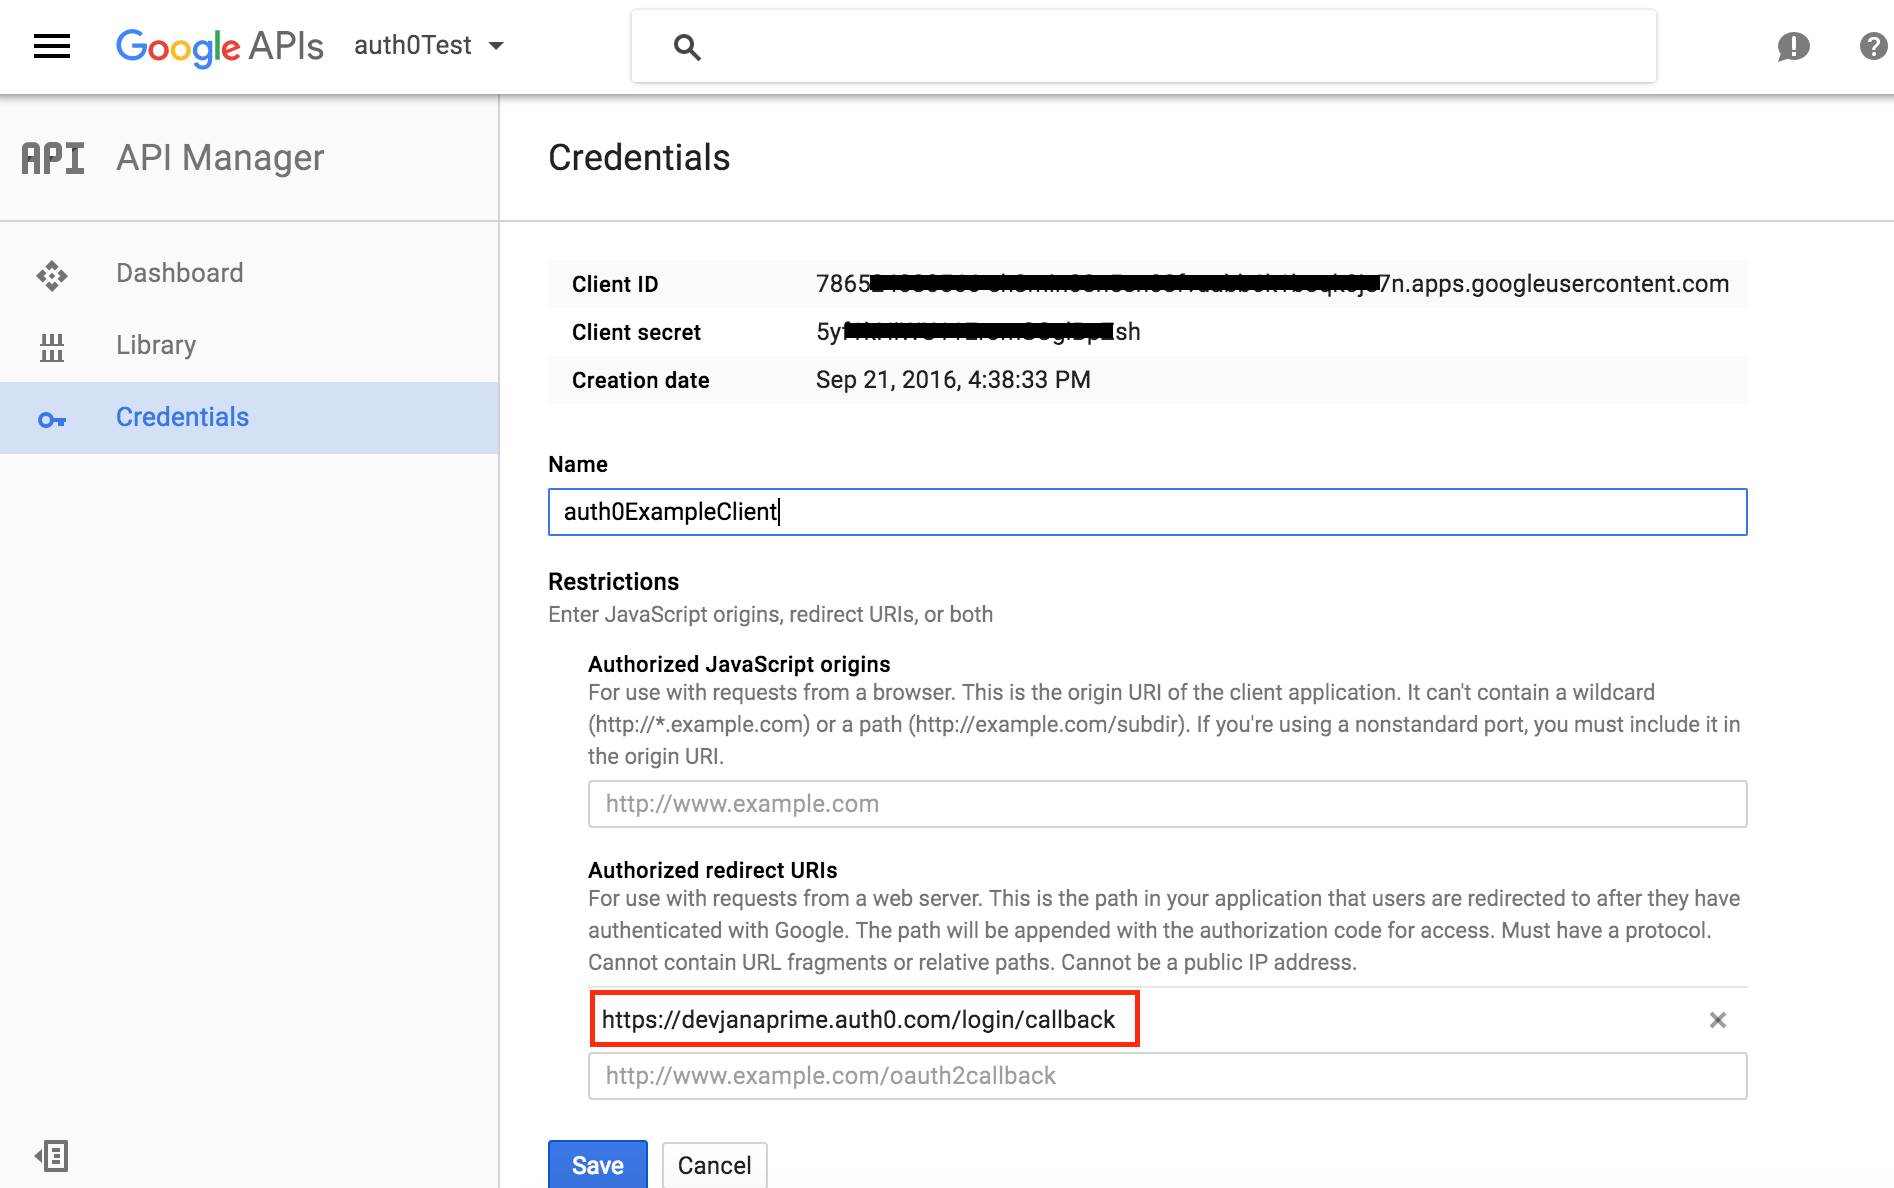 Google APIs auth0Test
API API Manager
Credentials
Dashboard
Library
Credentials
Client ID 7865 7n.apps.googleusercontent.com
Client secret 5yf sh
Creation date Sep 21, 2016, 4:38:33 PM
Name
auth0ExampleClient
Restrictions
Enter JavaScript origins, redirect URIs, or both
Authorized JavaScript origins
For use with requests from a browser. This is the origin URI of the client application. It can't contain a wildcard
(http://*.example.com) or a path (http://example.com/subdir). If you're using a nonstandard port, you must include it in
the origin URI.
http://www.example.com
Authorized redirect URIs
For use with requests from a web server. This is the path in your application that users are redirected to after they have
authenticated with Google. The path will be appended with the authorization code for access. Must have a protocol.
Cannot contain URL fragments or relative paths. Cannot be a public IP address.
https://devjanaprime.auth0.com/login/callback
http://www.example.com/oauth2callback
Save Cancel